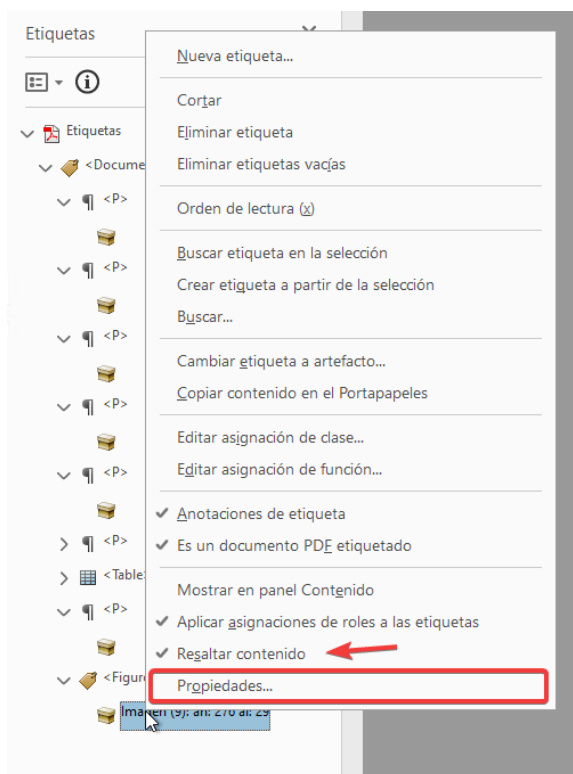 Etiquetas
Nueva etiqueta...
Cortar
Eliminar etiqueta
Eliminar etiquetas vacías
Orden de lectura (x)
Buscar etiqueta en la selección
Crear etiqueta a partir de la selección
Buscar...
Cambiar etiqueta a artefacto...
Copiar contenido en el Portapapeles
Editar asignación de clase...
Editar asignación de función...
Anotaciones de etiqueta
Es un documento PDF etiquetado
Mostrar en panel Contenido
Aplicar asignaciones de roles a las etiquetas
Resaltar contenido
Propiedades...
Etiquetas
<Docume
<P>
<P>
<P>
<P>
<P>
<P>
<Table
<P>
<Figur
Imagen (9): an: 276 al: 29